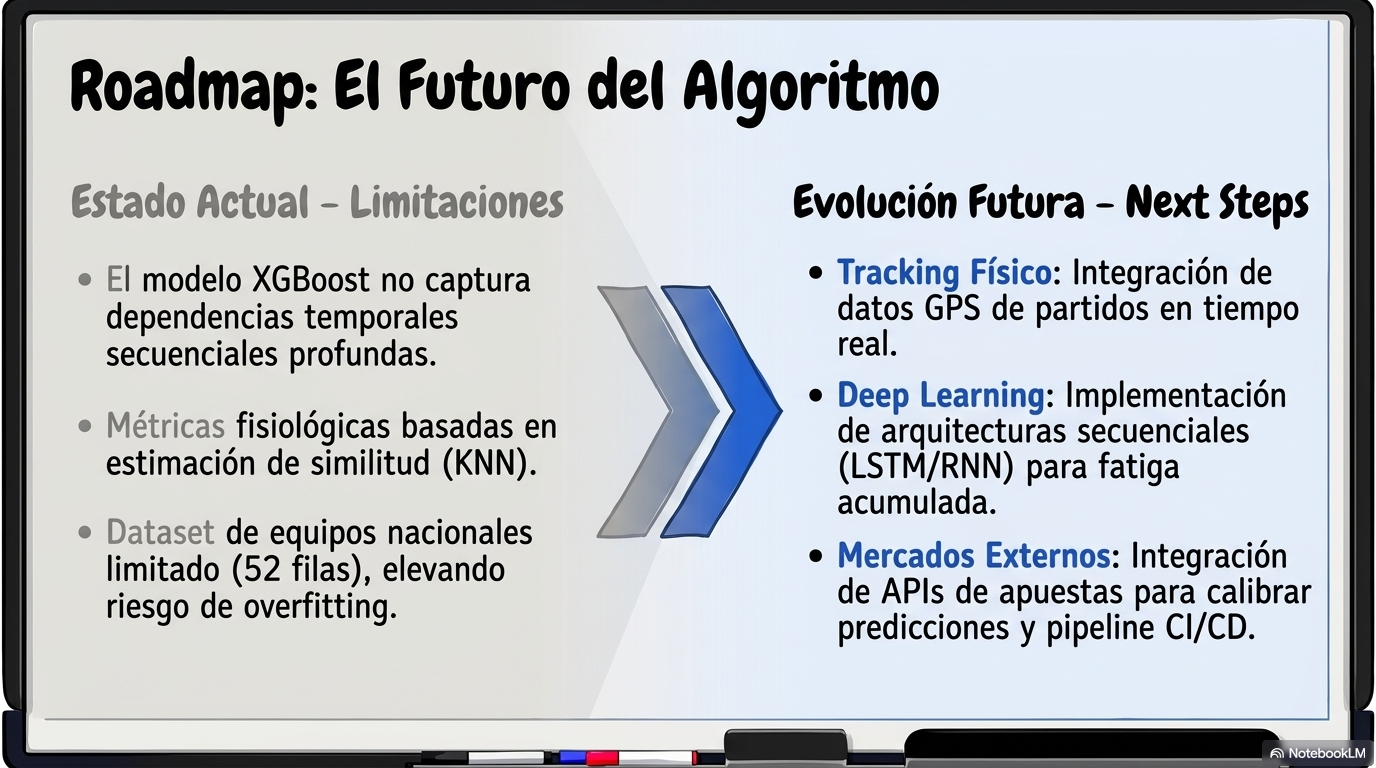 Roadmap: El Futuro del Algoritmo
Estado Actual – Limitaciones
• El modelo XGBoost no captura
dependencias temporales
secuenciales profundas.
• Métricas fisiológicas basadas en
estimación de similitud (KNN).
• Dataset de equipos nacionales
limitado (52 filas), elevando
riesgo de overfitting.
Evolución Futura – Next Steps
• Tracking Físico: Integración de
datos GPS de partidos en tiempo
real.
• Deep Learning: Implementación
de arquitecturas secuenciales
(LSTM/RNN) para fatiga
acumulada.
• Mercados Externos: Integración
de APIs de apuestas para calibrar
predicciones y pipeline CI/CD.
NotebookLM